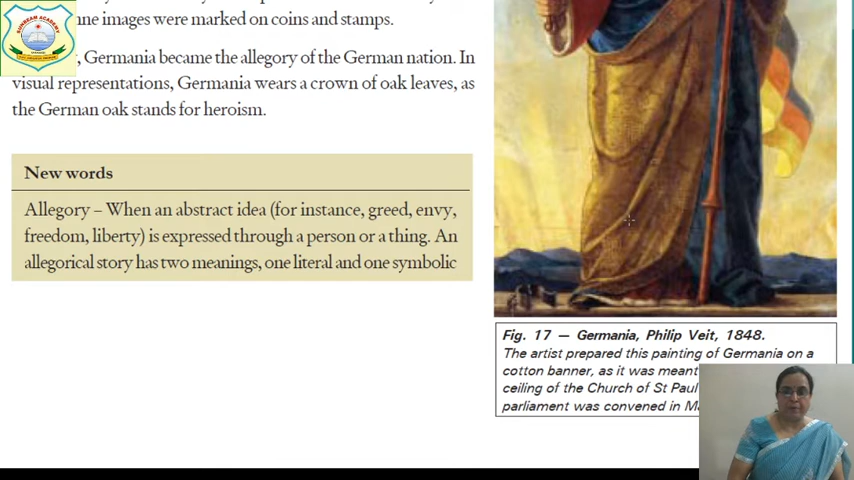 ne images were marked on coins and stamps.
, Germania became the allegory of the German nation. In
visual representations, Germania wears a crown of oak leaves, as
the German oak stands for heroism.
New words
Allegory – When an abstract idea (for instance, greed, envy,
freedom, liberty) is expressed through a person or a thing. An
allegorical story has two meanings, one literal and one symbolic
Fig. 17 — Germania, Philip Veit, 1848.
The artist prepared this painting of Germania on a
cotton banner, as it was meant
ceiling of the Church of St Paul
parliament was convened in
SUNBEAM ACADEMY